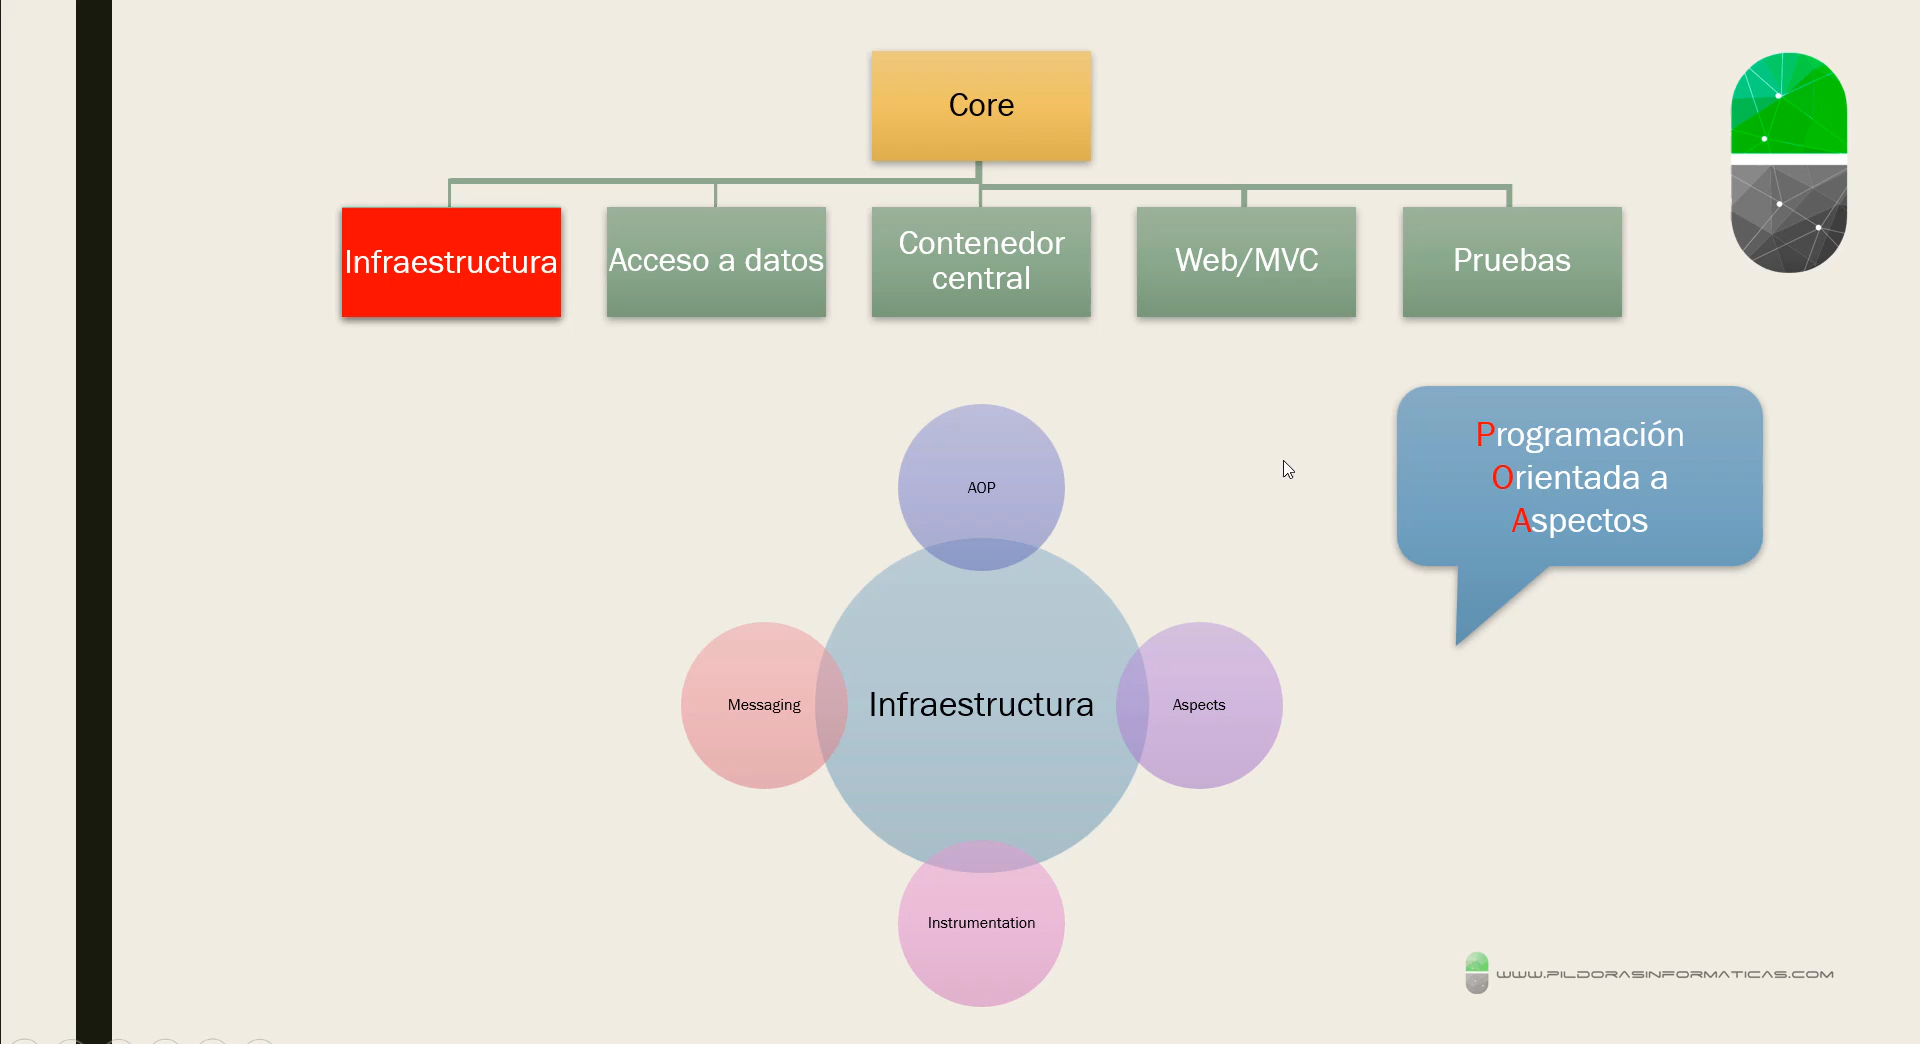 Core
Infraestructura
Acceso a datos
Contenedor
central
Web/MVC
Pruebas
Programación
Orientada a
Aspectos
AOP
Messaging
Infraestructura
Aspects
Instrumentation
WWW.PILDORASINFORMATICAS.COM